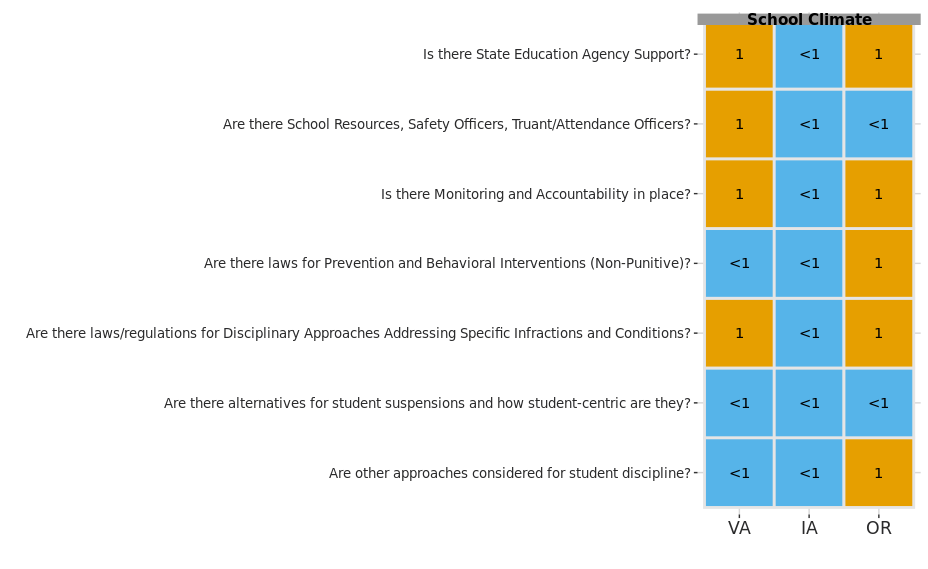 School Climate
Is there State Education Agency Support? 1 <1 1
Are there School Resources, Safety Officers, Truant/Attendance Officers? 1 <1 <1
Is there Monitoring and Accountability in place? 1 <1 1
Are there laws for Prevention and Behavioral Interventions (Non-Punitive)? <1 <1 1
Are there laws/regulations for Disciplinary Approaches Addressing Specific Infractions and Conditions? 1 <1 1
Are there alternatives for student suspensions and how student-centric are they? <1 <1 <1
Are other approaches considered for student discipline? <1 <1 1
VA IA OR